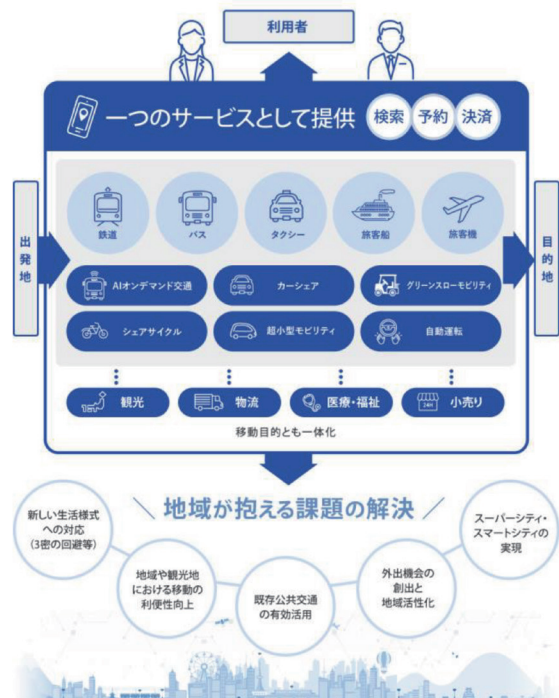 利用者
一つのサービスとして提供
検索
予約
決済
出発地
目的地
鉄道
バス
タクシー
旅客船
旅客機
AIオンデマンド交通
カーシェア
グリーンスローモビリティ
シェアサイクル
超小型モビリティ
自動運転
観光
物流
医療・福祉
24H
小売り
移動目的とも一体化
地域が抱える課題の解決
新しい生活様式
への対応
(3密の回避等)
地域や観光地
における移動の
利便性向上
既存公共交通
の有効活用
外出機会の
創出と
地域活性化
スーパーシティ・
スマートシティの
実現